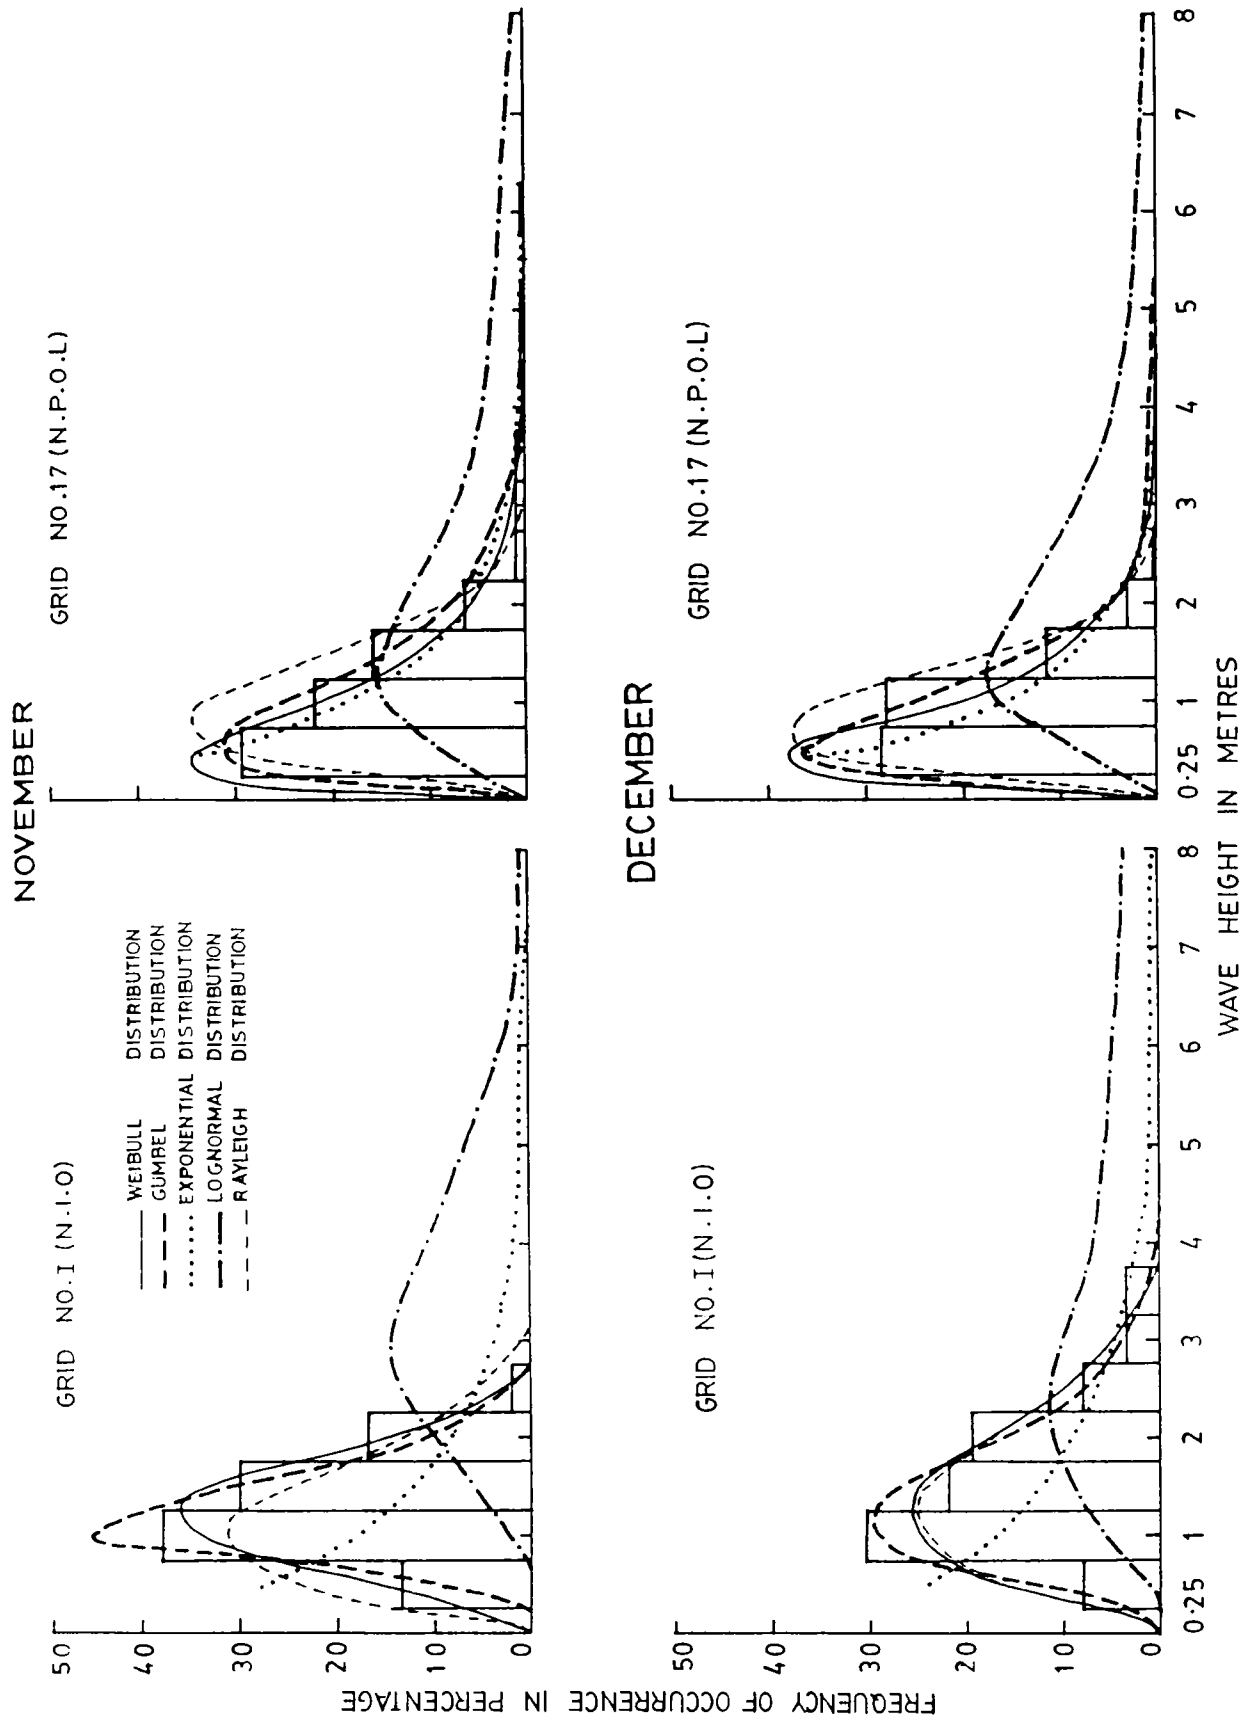 NOVEMBER
GRID NO.I (N.I.O)
WEIBULL DISTRIBUTION
GUMBEL DISTRIBUTION
EXPONENTIAL DISTRIBUTION
LOGNORMAL DISTRIBUTION
RAYLEIGH DISTRIBUTION
50
40
30
20
10
0
GRID NO.17 (N.P.O.L)
DECEMBER
GRID NO.I (N.I.O)
50
40
30
20
10
0
0.25 1 2 3 4 5 6 7 8
GRID NO.17 (N.P.O.L)
0.25 1 2 3 4 5 6 7 8
FREQUENCY OF OCCURRENCE IN PERCENTAGE
WAVE HEIGHT IN METRES